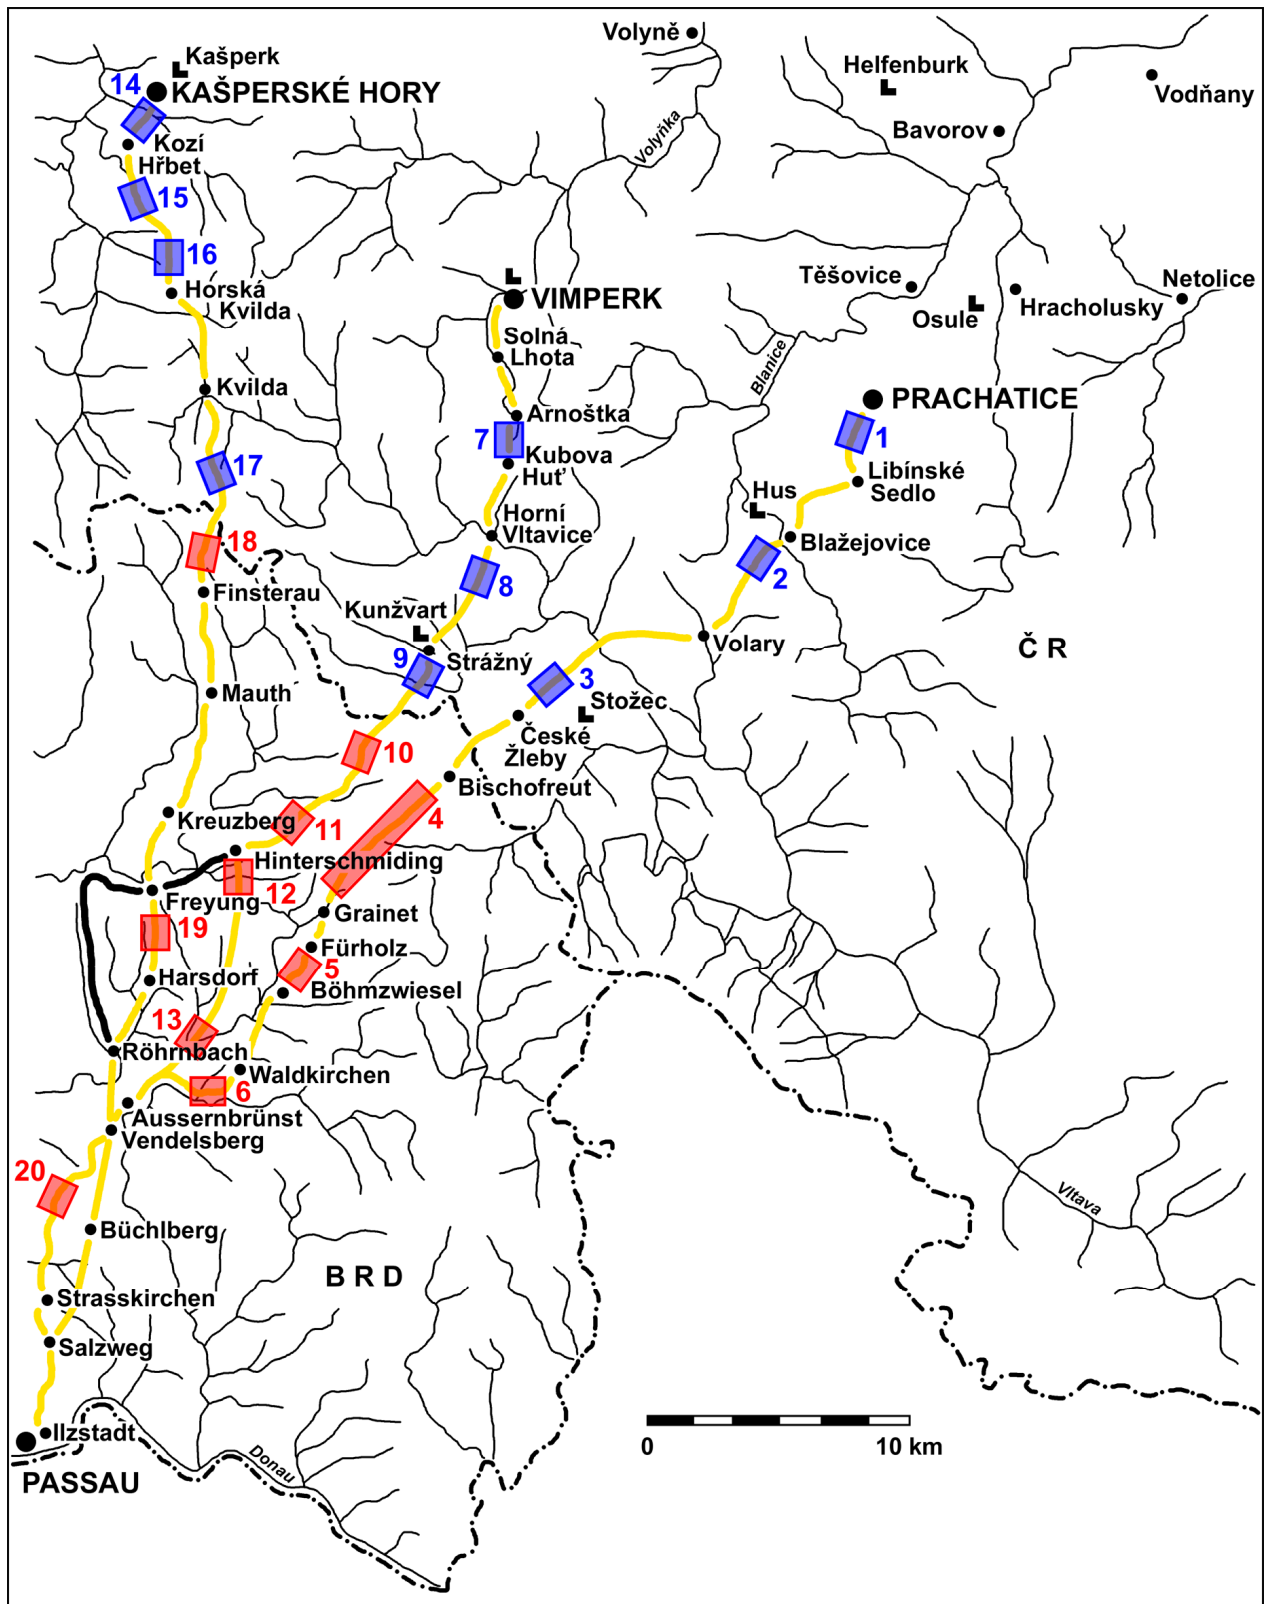 Volyně
Kašperk
14
KAŠPERSKÉ HORY
Helfenburk
Vodňany
Bavorov
Volyňka
Kozí
Hřbet
15
16
Horská
Kvilda
VIMPERK
Těšovice
Netolice
Osule
Hracholusky
Solná
Lhota
Blanice
Kvilda
PRACHATICE
Arnoštka
7
1
Kubova
Huť
17
Libínské
Sedlo
Hus
Horní
Vltavice
18
Blažejovice
8
2
Finsterau
Kunžvart
9
Strážný
Volary
Č R
3
Stožec
Mauth
České
Žleby
10
Bischofreut
Kreuzberg
11
4
Hinterschmiding
12
Freyung
19
Grainet
Fürholz
5
Harsdorf
Böhmzwiesel
13
Röhrnbach
Waldkirchen
6
Aussernbrünst
Vendelsberg
20
Vltava
Büchlberg
B R D
Strasskirchen
Salzweg
Ilzstadt
0
10 km
PASSAU
Donau